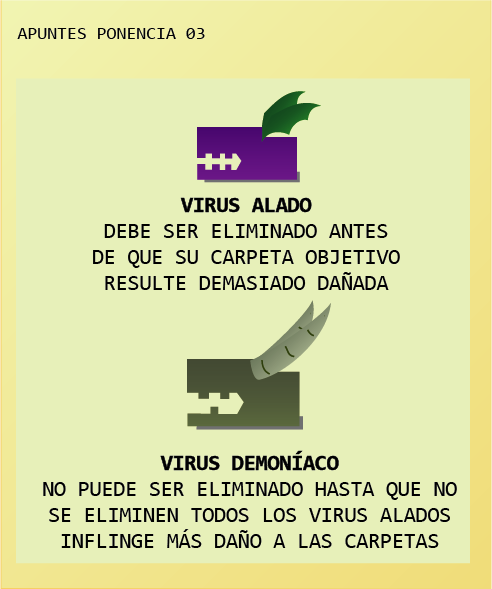 APUNTES PONENCIA 03
VIRUS ALADO
DEBE SER ELIMINADO ANTES
DE QUE SU CARPETA OBJETIVO
RESULTE DEMASIADO DAÑADA
VIRUS DEMONÍACO
NO PUEDE SER ELIMINADO HASTA QUE NO
SE ELIMINEN TODOS LOS VIRUS ALADOS
INFLINGE MÁS DAÑO A LAS CARPETAS